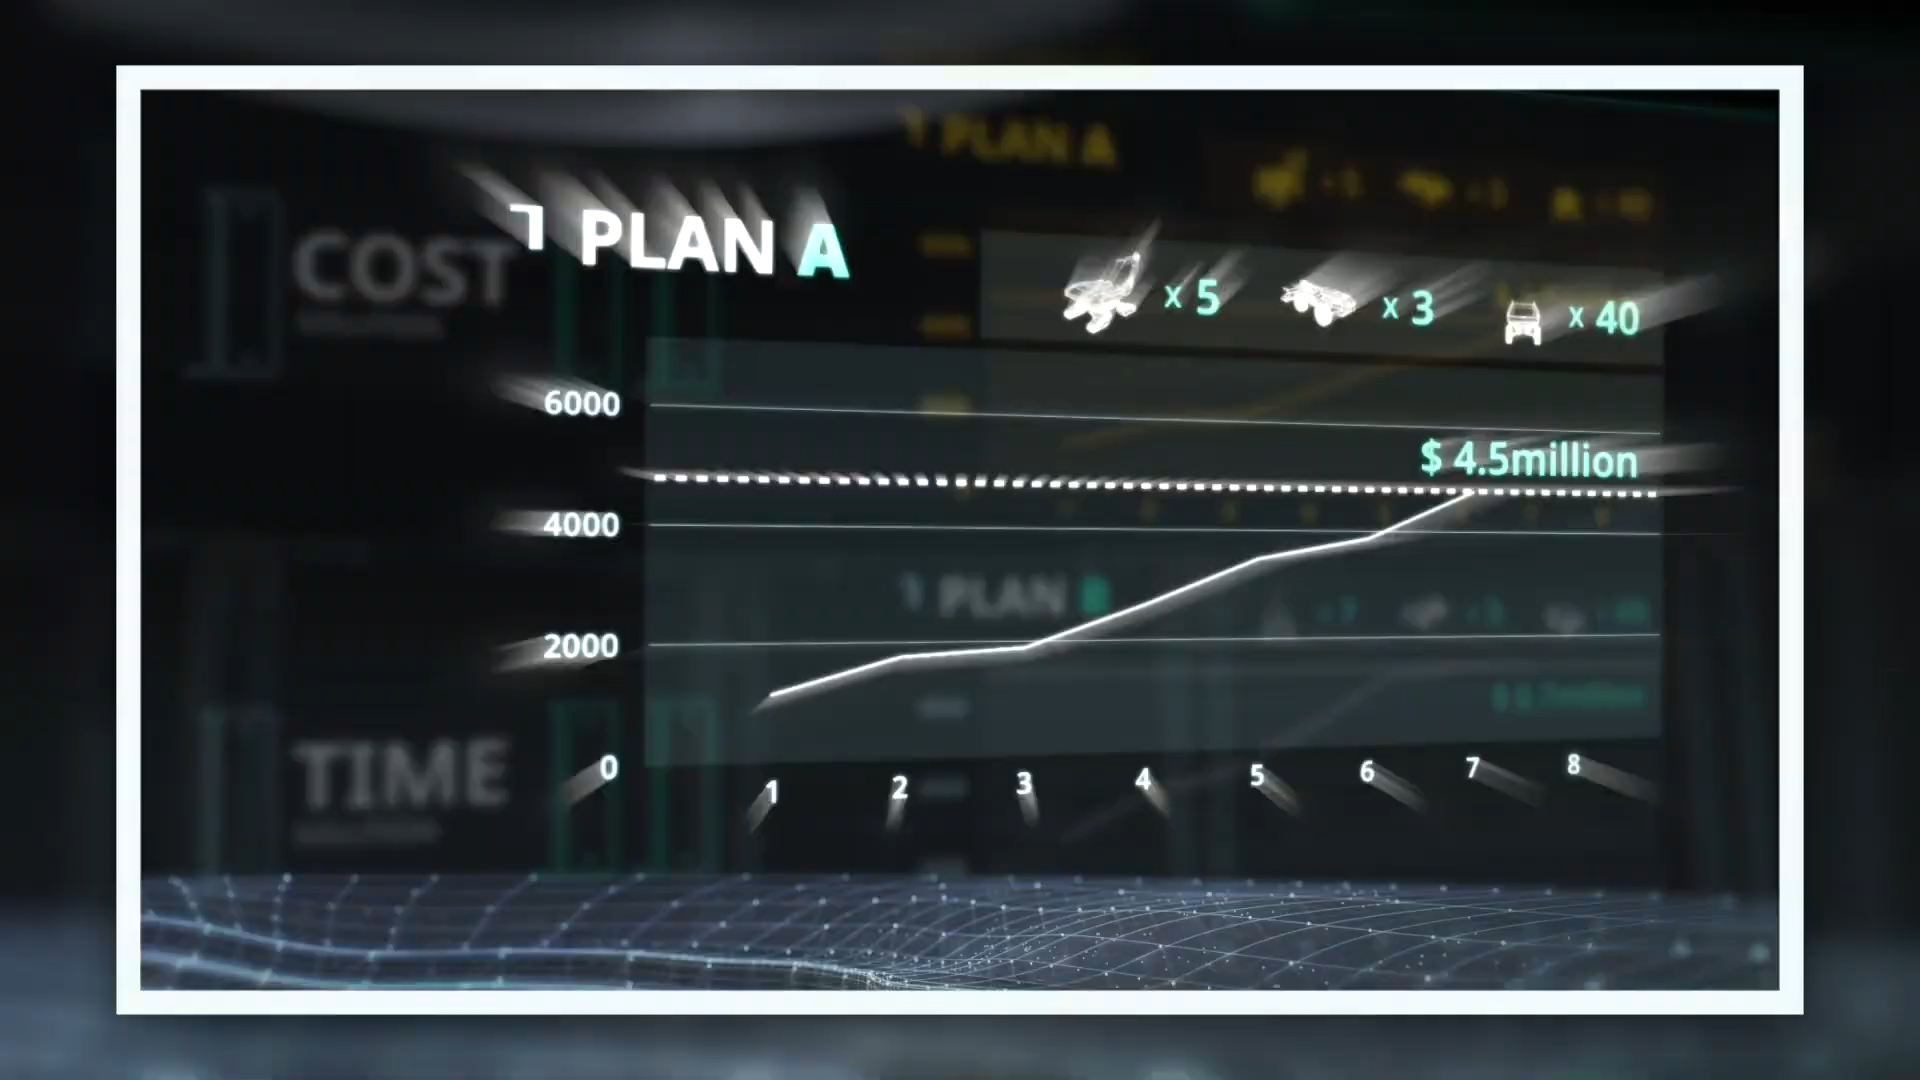 PLAN A
COST
PLAN A
x 5 x 3 x 40
6000
$ 4.5million
4000
PLAN B
2000
TIME
0
1 2 3 4 5 6 7 8